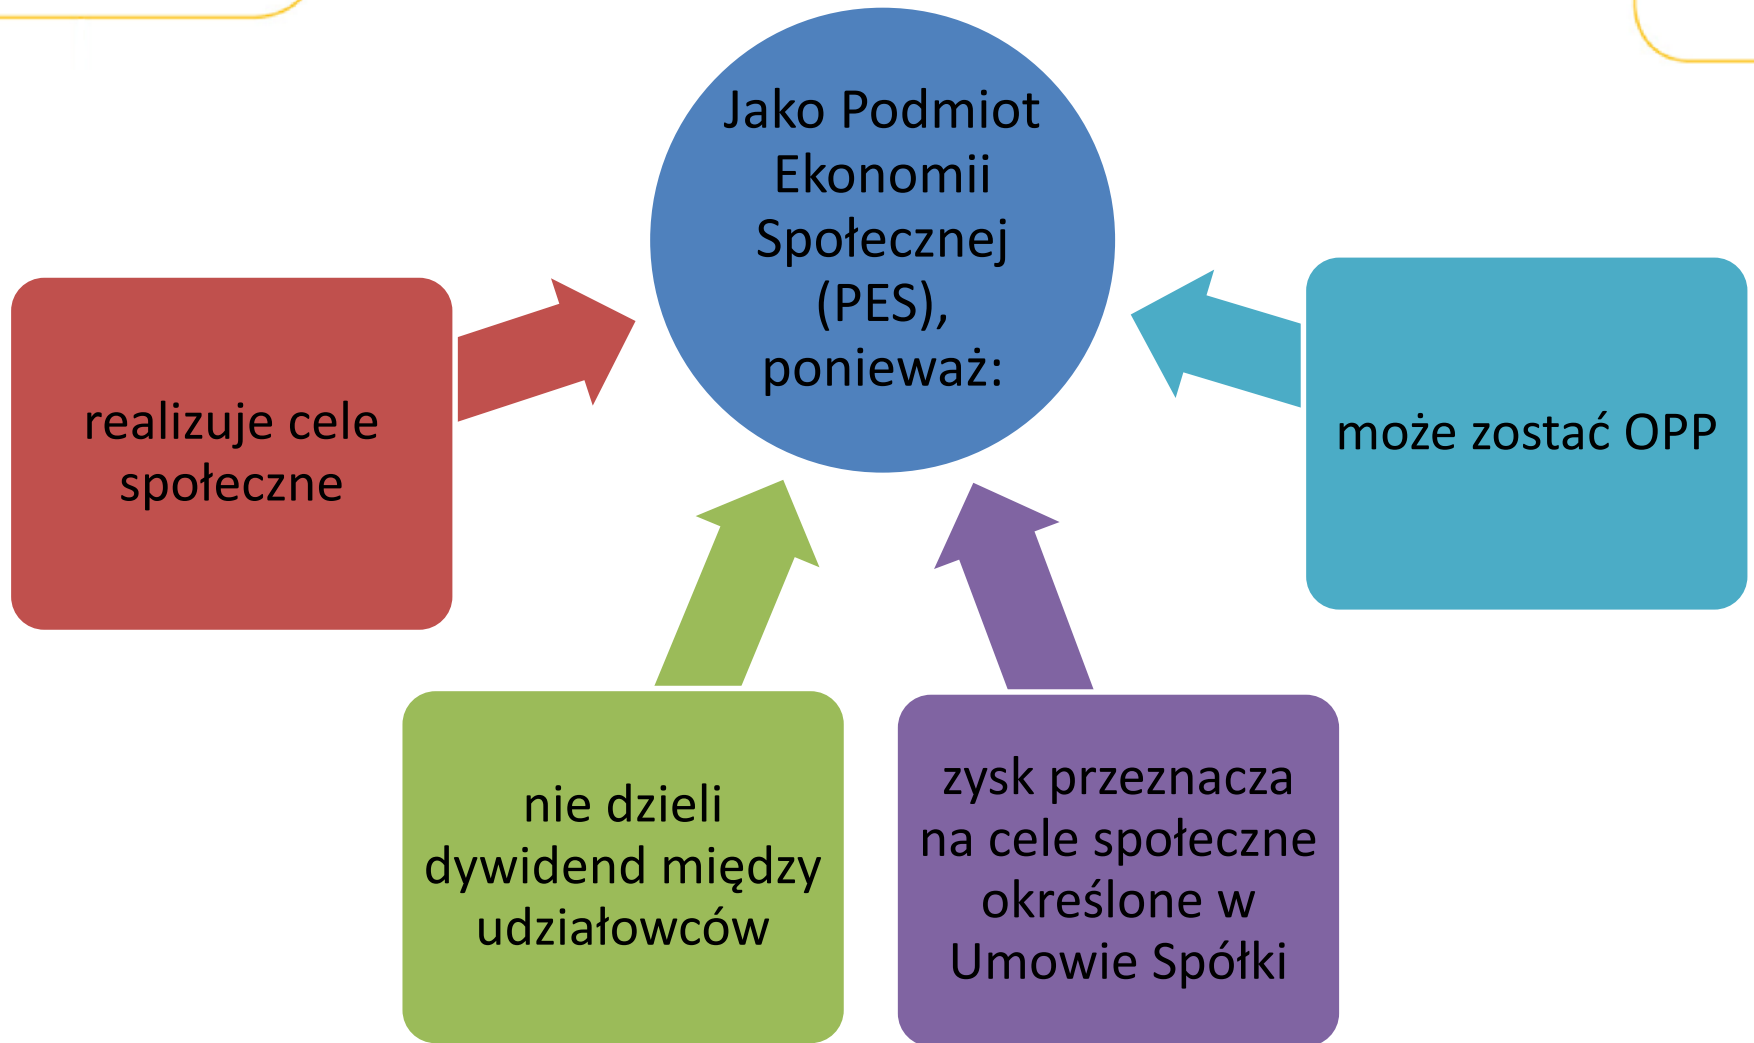 Jako Podmiot
Ekonomii
Społecznej
(PES),
ponieważ:
realizuje cele
społeczne
nie dzieli
dywidend między
udziałowców
zysk przeznacza
na cele społeczne
określone w
Umowie Spółki
może zostać OPP